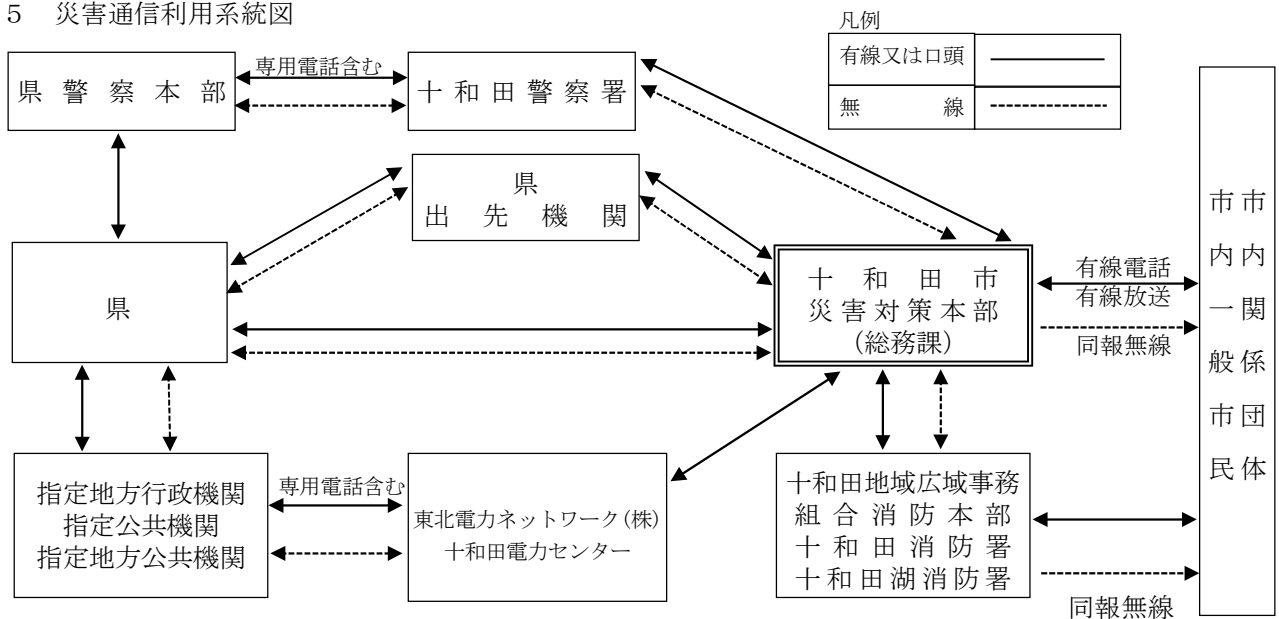 5 災害通信利用系統図
凡例
有線又は口頭
無線
県警察本部
専用電話含む
十和田警察署
県
出先機関
県
十和田市
災害対策本部
(総務課)
有線電話
有線放送
同報無線
市内関係団体
市内一般市民
指定地方行政機関
指定公共機関
指定地方公共機関
専用電話含む
東北電力ネットワーク(株)
十和田電力センター
十和田地域広域事務
組合消防本部
十和田消防署
十和田湖消防署
同報無線